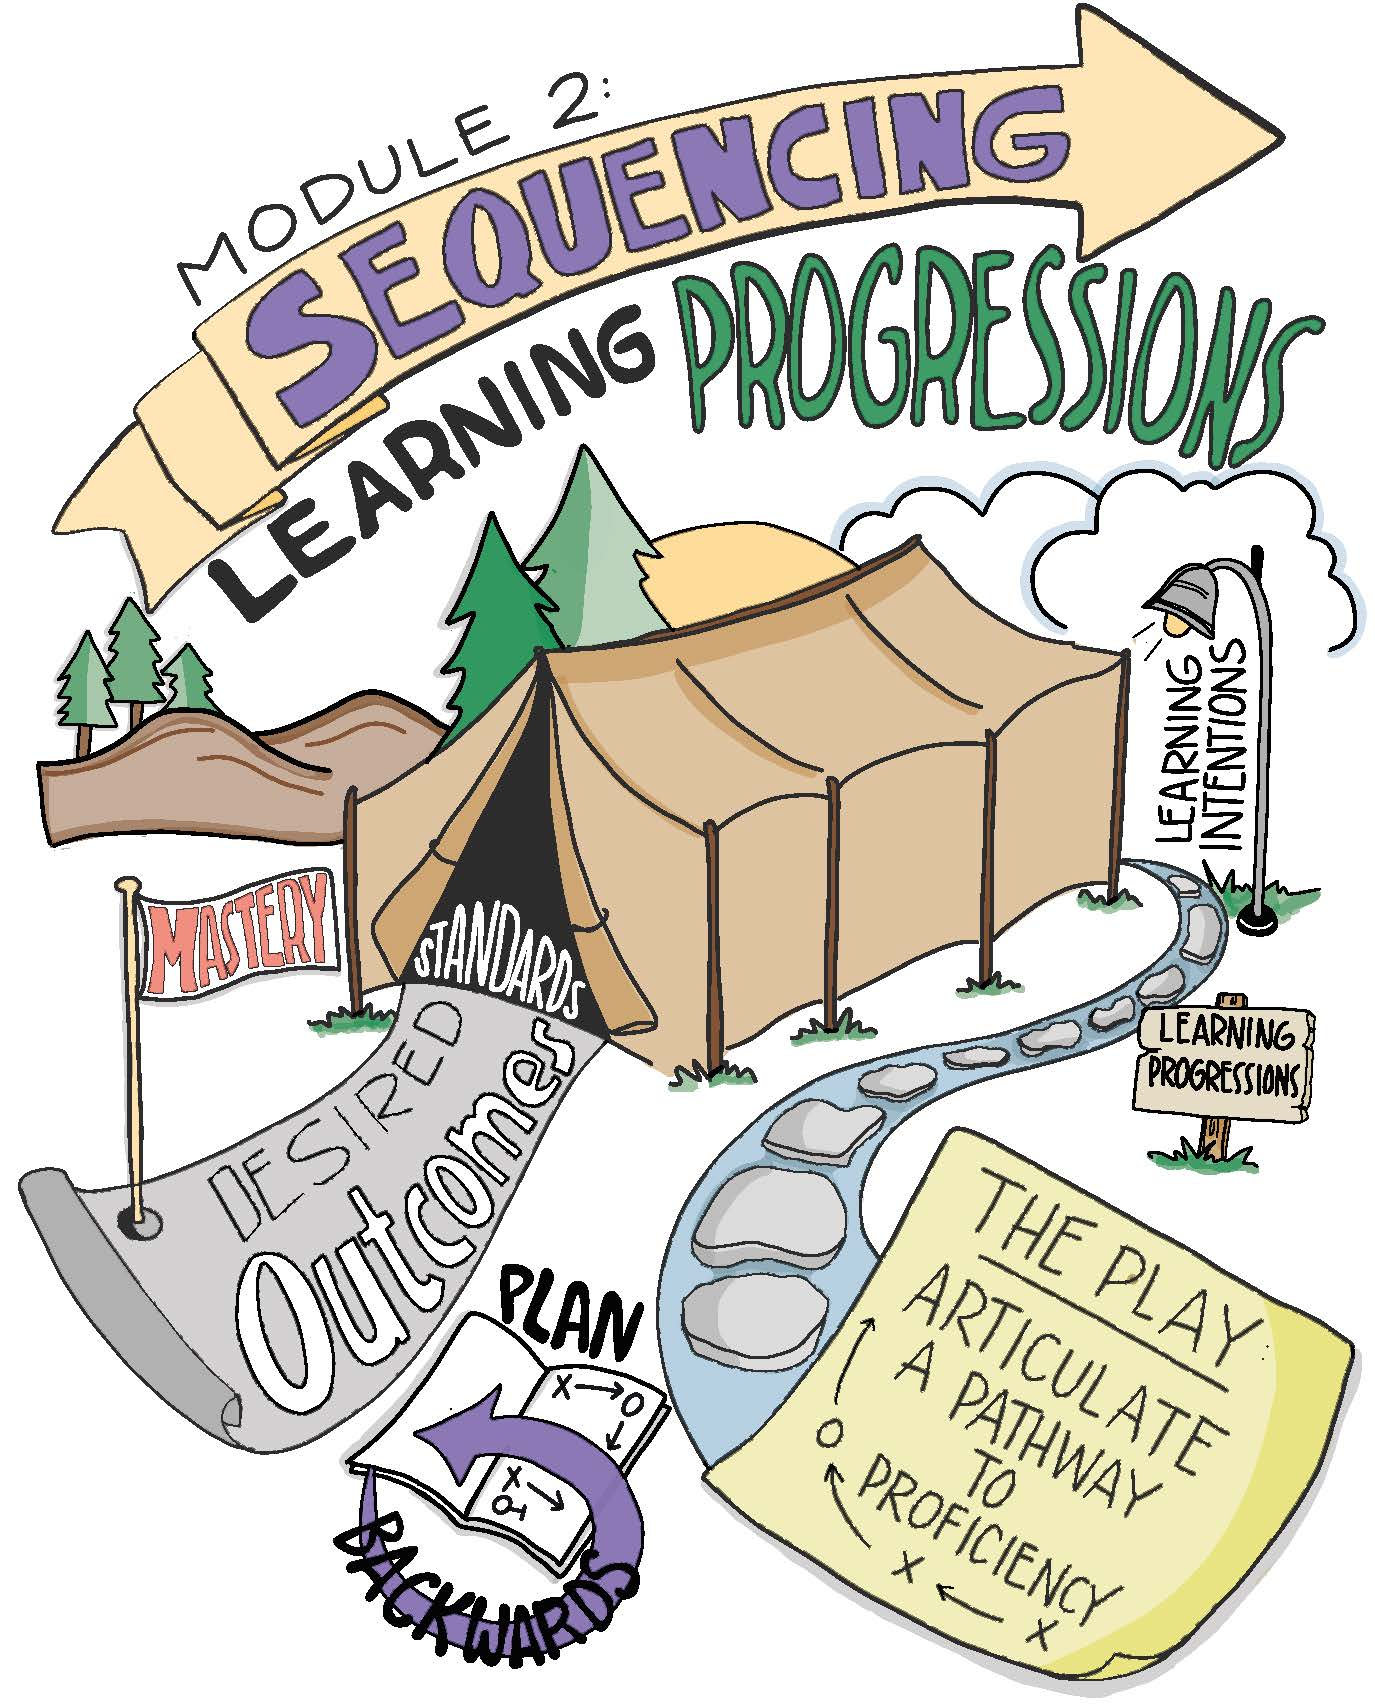 MODULE 2:
SEQUENCING
LEARNING PROGRESSIONS
LEARNING
INTENTIONS
MASTERY
STANDARDS
DESIRED
Outcomes
LEARNING
PROGRESSIONS
PLAN
BACKWARDS
X O
X
O
THE PLAY
ARTICULATE
A PATHWAY
TO
PROFICIENCY
O
X
X